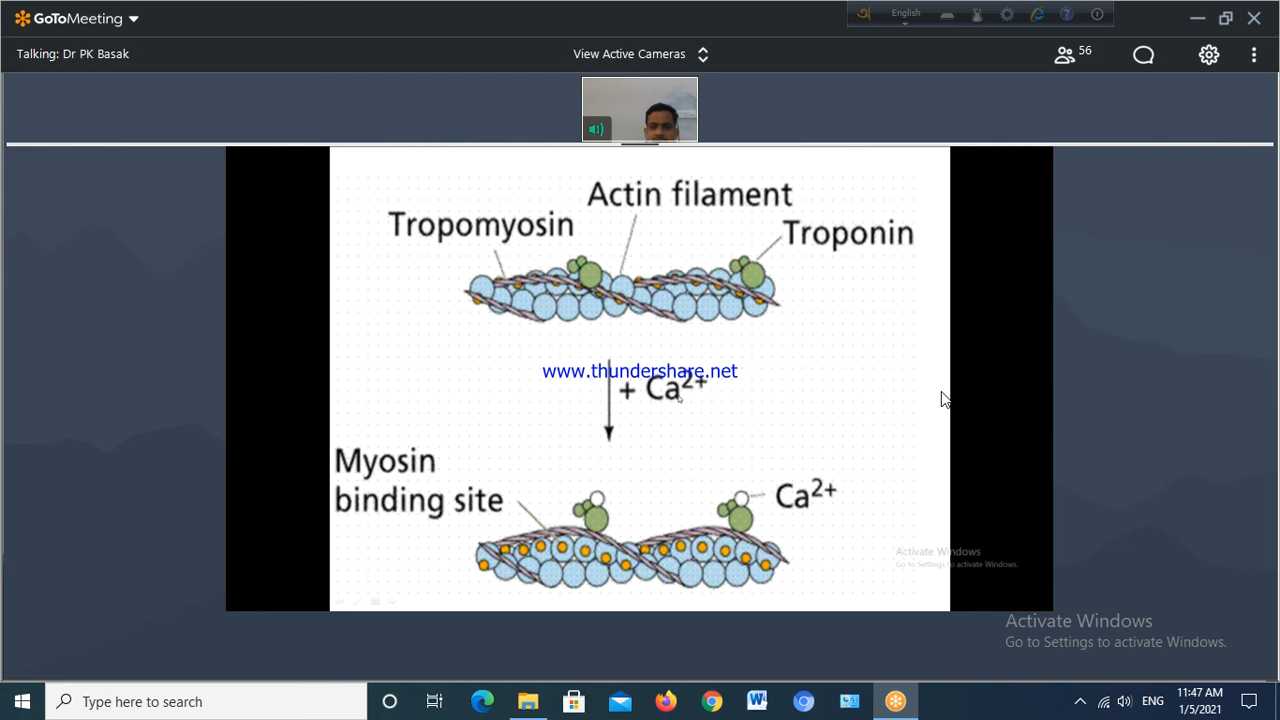 GoToMeeting
English
Talking: Dr PK Basak
View Active Cameras
56
Actin filament
Tropomyosin
Troponin
www.thundershare.net
+ Ca2+
Myosin
binding site
Ca2+
Activate Windows
Go to Settings to activate Windows.
Activate Windows
Go to Settings to activate Windows.
Type here to search
ENG
11:47 AM
1/5/2021